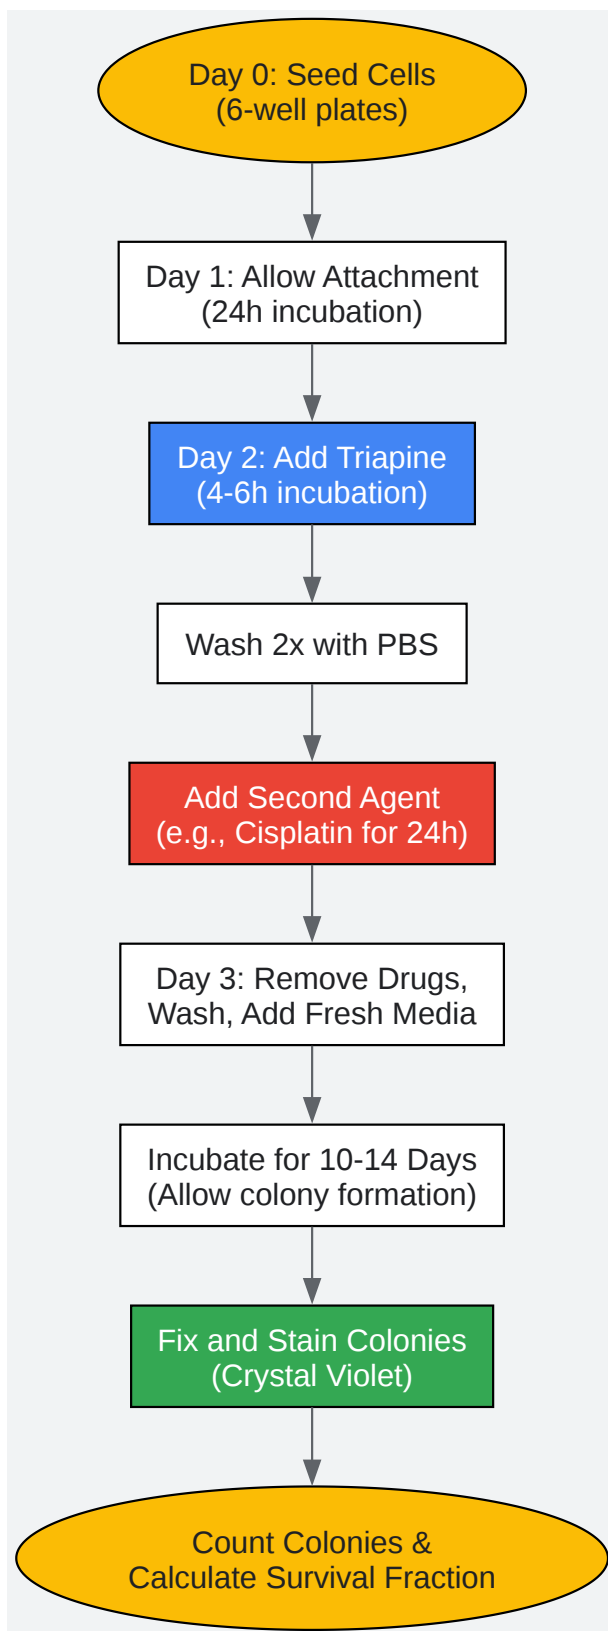 Day 0: Seed Cells
(6-well plates)
Day 1: Allow Attachment
(24h incubation)
Day 2: Add Triapine
(4-6h incubation)
Wash 2x with PBS
Add Second Agent
(e.g., Cisplatin for 24h)
Day 3: Remove Drugs,
Wash, Add Fresh Media
Incubate for 10-14 Days
(Allow colony formation)
Fix and Stain Colonies
(Crystal Violet)
Count Colonies &
Calculate Survival Fraction